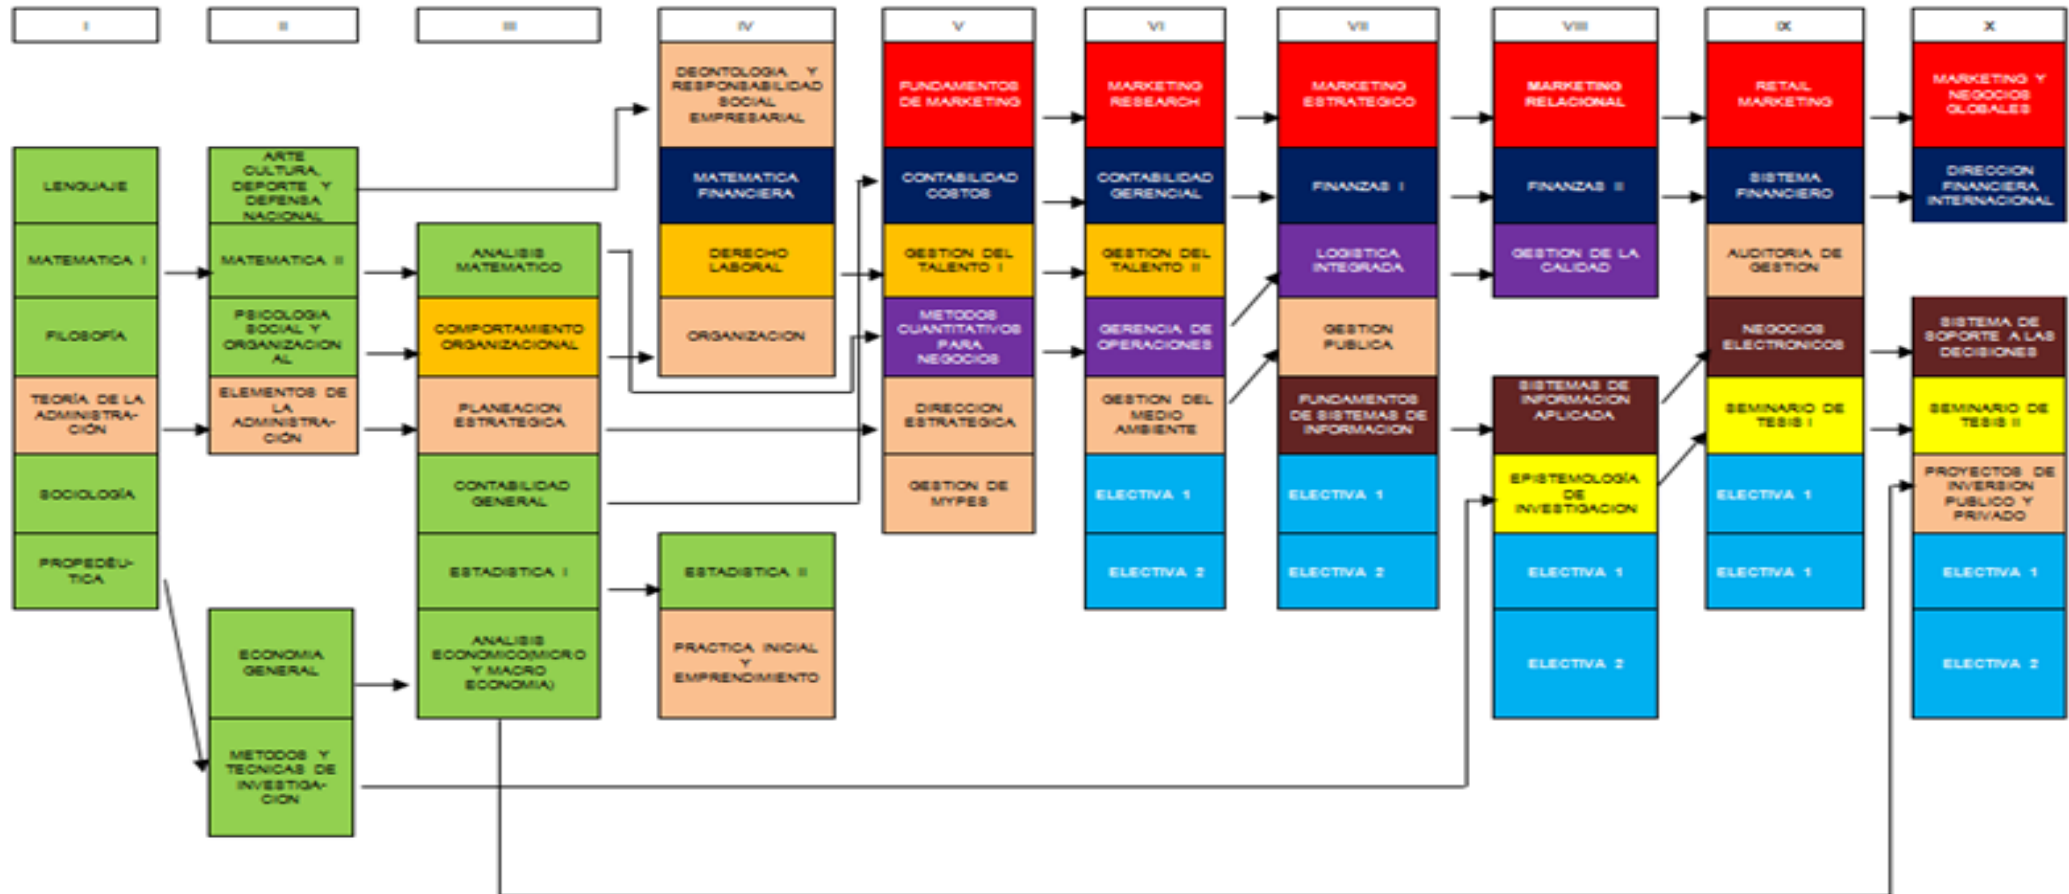 I
II
III
IV
V
VI
VII
VIII
IX
X
LENGUAJE
MATEMATICA I
FILOSOFÍA
TEORÍA DE LA
ADMINISTRA-
CIÓN
SOCIOLOGÍA
PROPEDÉU-
TICA
ARTE
CULTURA,
DEPORTE Y
DEFENSA
NACIONAL
MATEMATICA II
PSICOLOGIA
SOCIAL Y
ORGANIZACION
AL
ELEMENTOS DE
LA
ADMINISTRA-
CIÓN
ECONOMIA
GENERAL
METODOS Y
TECNICAS DE
INVESTIGA-
CION
ANALISIS
MATEMATICO
COMPORTAMIENTO
ORGANIZACIONAL
PLANEACION
ESTRATEGICA
CONTABILIDAD
GENERAL
ESTADISTICA I
ANALISIS
ECONOMICO(MICRO
Y MACRO
ECONOMIA)
DEONTOLOGIA Y
RESPONSABILIDAD
SOCIAL
EMPRESARIAL
MATEMATICA
FINANCIERA
DERECHO
LABORAL
ORGANIZACION
ESTADISTICA II
PRACTICA INICIAL
Y
EMPRENDIMIENTO
FUNDAMENTOS
DE MARKETING
CONTABILIDAD
COSTOS
GESTION DEL
TALENTO I
METODOS
CUANTITATIVOS
PARA
NEGOCIOS
DIRECCION
ESTRATEGICA
GESTION DE
MYPES
MARKETING
RESEARCH
CONTABILIDAD
GERENCIAL
GESTION DEL
TALENTO II
GERENCIA DE
OPERACIONES
GESTION DEL
MEDIO
AMBIENTE
ELECTIVA 1
ELECTIVA 2
MARKETING
ESTRATEGICO
FINANZAS I
LOGISTICA
INTEGRADA
GESTION
PUBLICA
FUNDAMENTOS
DE SISTEMAS DE
INFORMACION
ELECTIVA 1
ELECTIVA 2
MARKETING
RELACIONAL
FINANZAS II
GESTION DE LA
CALIDAD
SISTEMAS DE
INFORMACION
APLICADA
EPISTEMOLOGÍA
DE
INVESTIGACION
ELECTIVA 1
ELECTIVA 2
RETAIL
MARKETING
SISTEMA
FINANCIERO
AUDITORIA DE
GESTION
NEGOCIOS
ELECTRONICOS
SEMINARIO DE
TESIS I
ELECTIVA 1
ELECTIVA 1
MARKETING Y
NEGOCIOS
GLOBALES
DIRECCION
FINANCIERA
INTERNACIONAL
SISTEMA DE
SOPORTE A LAS
DECISIONES
SEMINARIO DE
TESIS II
PROYECTOS DE
INVERSION
PUBLICO Y
PRIVADO
ELECTIVA 1
ELECTIVA 2